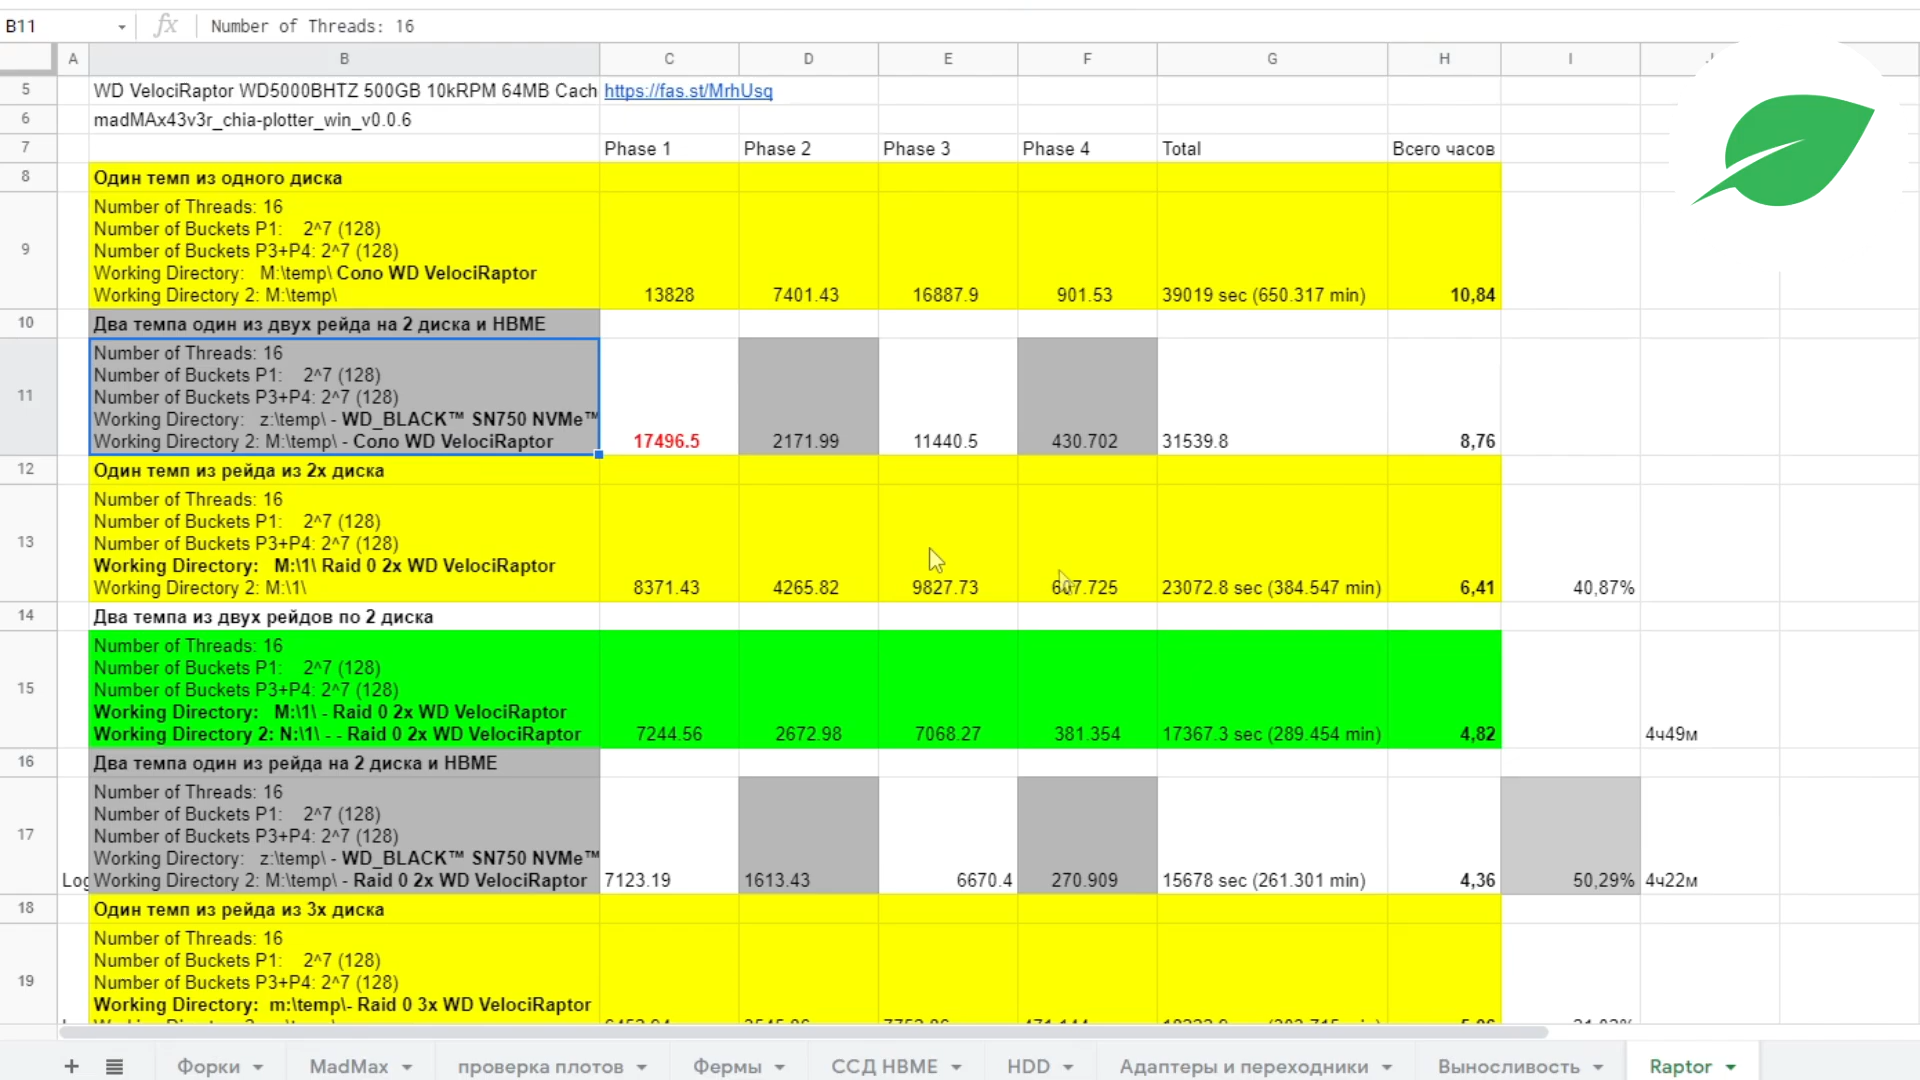 B11 fx Number of Threads: 16
A B C D E F G H I
5 WD VelociRaptor WD5000BHTZ 500GB 10kRPM 64MB Cach https://fas.st/MrhUsq
6 madMAx43v3r_chia-plotter_win_v0.0.6
7 Phase 1 Phase 2 Phase 3 Phase 4 Total Всего часов
8 Один темп из одного диска
Number of Threads: 16
Number of Buckets P1: 2^7 (128)
9 Number of Buckets P3+P4: 2^7 (128)
Working Directory: M:\temp\ Соло WD VelociRaptor
Working Directory 2: M:\temp\ 13828 7401.43 16887.9 901.53 39019 sec (650.317 min) 10,84
10 Два темпа один из двух рейда на 2 диска и НВМЕ
Number of Threads: 16
Number of Buckets P1: 2^7 (128)
11 Number of Buckets P3+P4: 2^7 (128)
Working Directory: z:\temp\ - WD_BLACK™ SN750 NVMe™
Working Directory 2: M:\temp\ - Соло WD VelociRaptor 17496.5 2171.99 11440.5 430.702 31539.8 8,76
12 Один темп из рейда из 2х диска
Number of Threads: 16
Number of Buckets P1: 2^7 (128)
13 Number of Buckets P3+P4: 2^7 (128)
Working Directory: M:\1\ Raid 0 2x WD VelociRaptor
Working Directory 2: M:\1\ 8371.43 4265.82 9827.73 607.725 23072.8 sec (384.547 min) 6,41 40,87%
14 Два темпа из двух рейдов по 2 диска
Number of Threads: 16
Number of Buckets P1: 2^7 (128)
15 Number of Buckets P3+P4: 2^7 (128)
Working Directory: M:\1\ - Raid 0 2x WD VelociRaptor
Working Directory 2: N:\1\ - - Raid 0 2x WD VelociRaptor 7244.56 2672.98 7068.27 381.354 17367.3 sec (289.454 min) 4,82 4ч49м
16 Два темпа один из рейда на 2 диска и НВМЕ
Number of Threads: 16
Number of Buckets P1: 2^7 (128)
17 Number of Buckets P3+P4: 2^7 (128)
Working Directory: z:\temp\ - WD_BLACK™ SN750 NVMe™
Log Working Directory 2: M:\temp\ - Raid 0 2x WD VelociRaptor 7123.19 1613.43 6670.4 270.909 15678 sec (261.301 min) 4,36 50,29% 4ч22м
18 Один темп из рейда из 3х диска
Number of Threads: 16
Number of Buckets P1: 2^7 (128)
19 Number of Buckets P3+P4: 2^7 (128)
Working Directory: m:\temp\- Raid 0 3x WD VelociRaptor
Форки MadMax проверка плотов Фермы ССД НВМЕ HDD Адаптеры и переходники Выносливость Raptor